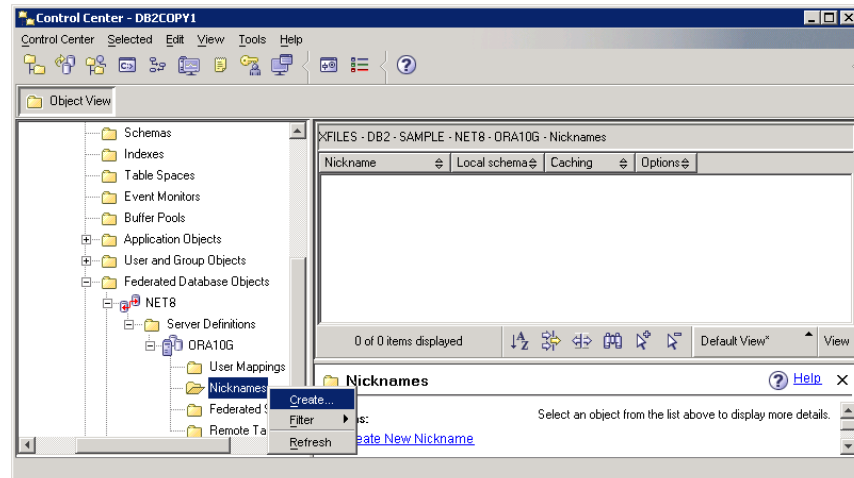 Control Center - DB2COPY1
Control Center Selected Edit View Tools Help
Object View
Schemas
Indexes
Table Spaces
Event Monitors
Buffer Pools
Application Objects
User and Group Objects
Federated Database Objects
NET8
Server Definitions
ORA10G
User Mappings
Nicknames
Federated S
Remote Ta
Create...
Filter
Refresh
XFILES - DB2 - SAMPLE - NET8 - ORA10G - Nicknames
Nickname Local schema Caching Options
0 of 0 items displayed Default View* View
Nicknames Help
s: Select an object from the list above to display more details.
eate New Nickname